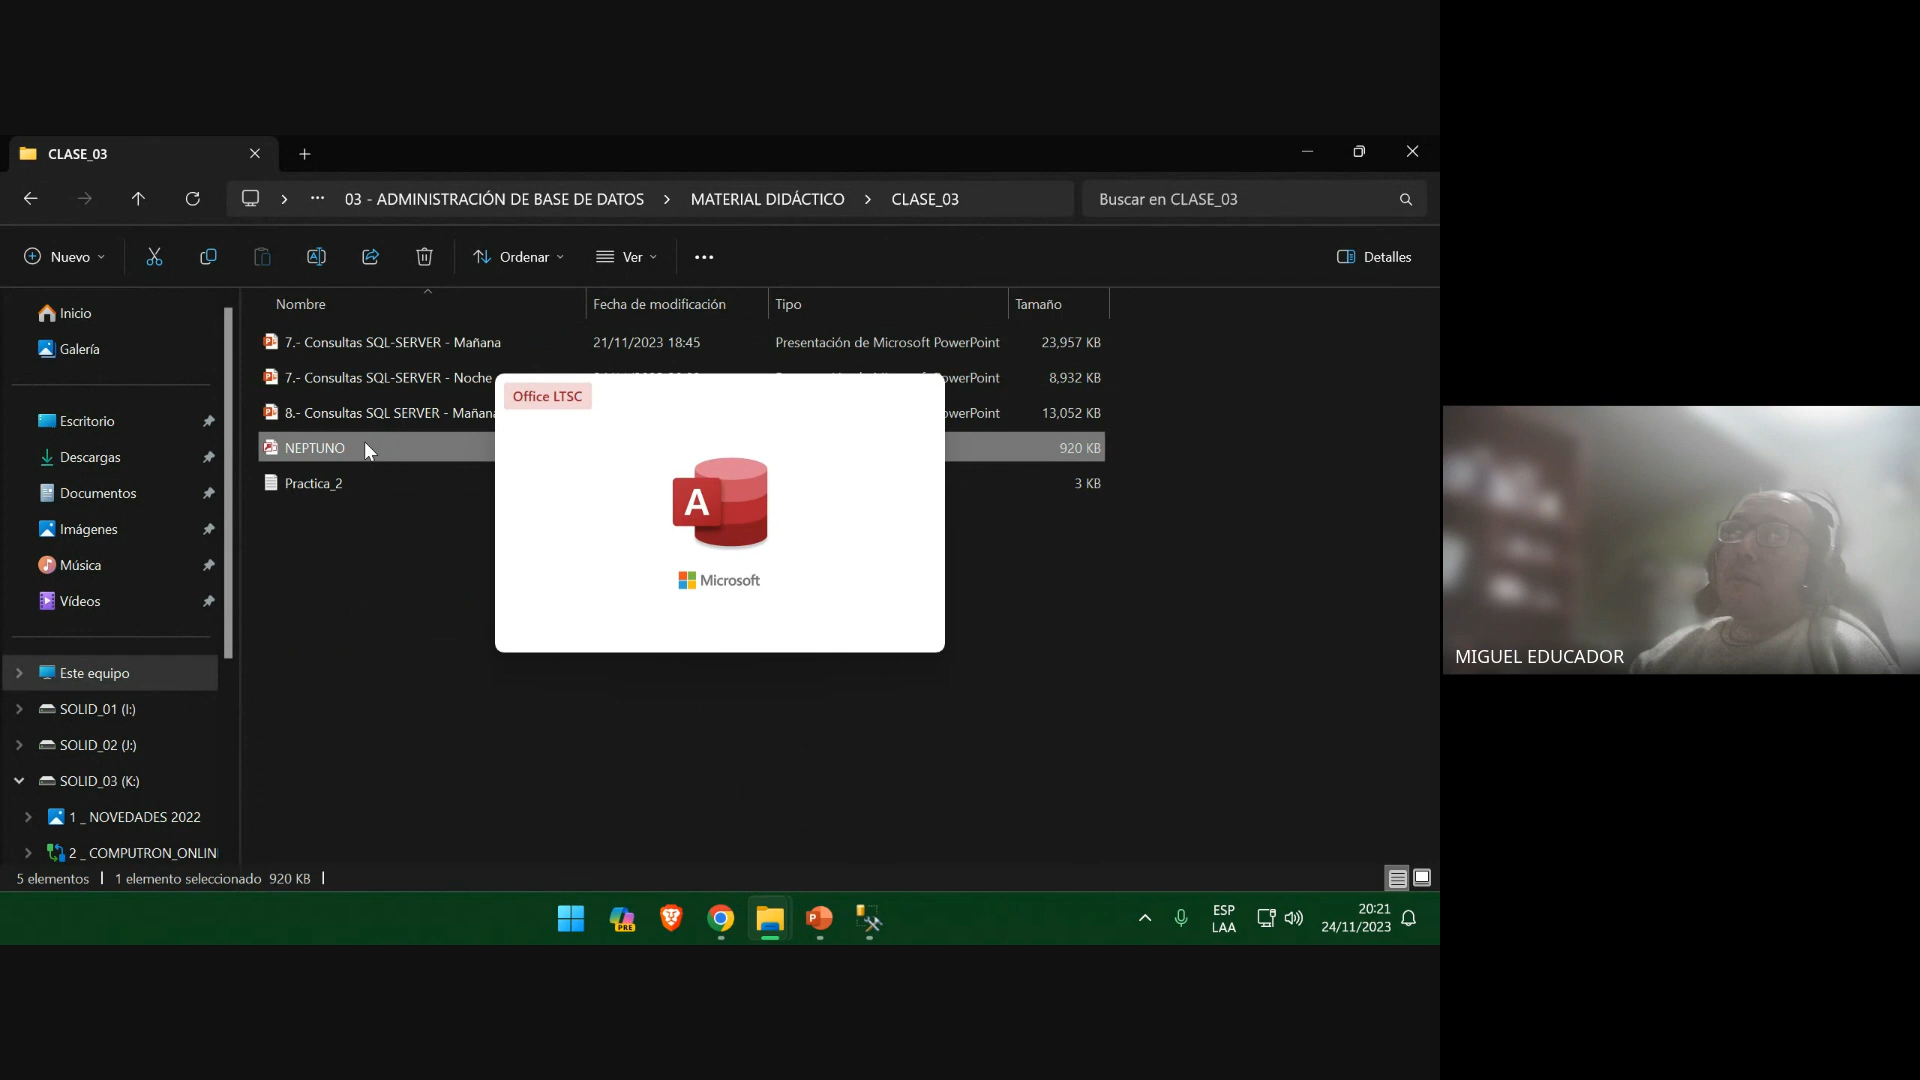 CLASE_03
03 - ADMINISTRACIÓN DE BASE DE DATOS > MATERIAL DIDÁCTICO > CLASE_03
Buscar en CLASE_03
Nuevo
Ordenar
Ver
Detalles
Inicio
Galería
Escritorio
Descargas
Documentos
Imágenes
Música
Vídeos
Este equipo
SOLID_01 (I:)
SOLID_02 (J:)
SOLID_03 (K:)
1 _ NOVEDADES 2022
2 _ COMPUTRON_ONLIN
Nombre Fecha de modificación Tipo Tamaño
7.- Consultas SQL-SERVER - Mañana 21/11/2023 18:45 Presentación de Microsoft PowerPoint 23,957 KB
7.- Consultas SQL-SERVER - Noche 8,932 KB
8.- Consultas SQL SERVER - Mañana 13,052 KB
NEPTUNO 920 KB
Practica_2 3 KB
Office LTSC
A
Microsoft
MIGUEL EDUCADOR
5 elementos 1 elemento seleccionado 920 KB
PRE
ESP
LAA
20:21
24/11/2023